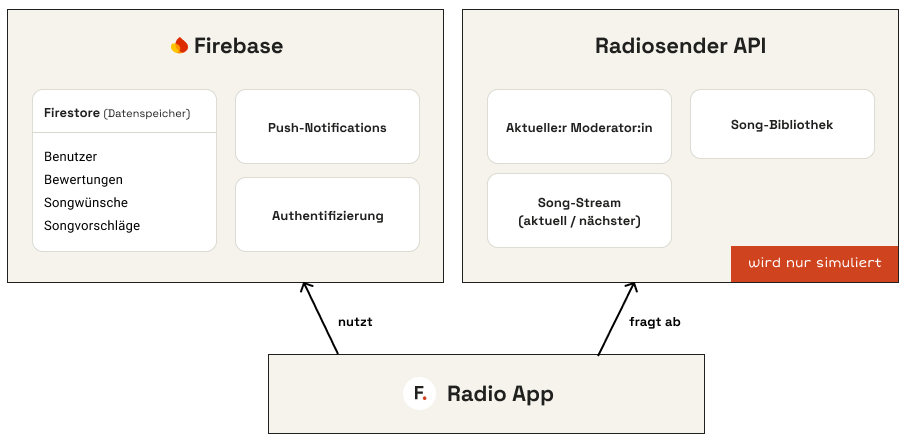 Firebase
Firestore (Datenspeicher)
Benutzer
Bewertungen
Songwünsche
Songvorschläge
Push-Notifications
Authentifizierung
Radiosender API
Aktuelle:r Moderator:in
Song-Bibliothek
Song-Stream
(aktuell / nächster)
wird nur simuliert
nutzt
fragt ab
F.
Radio App